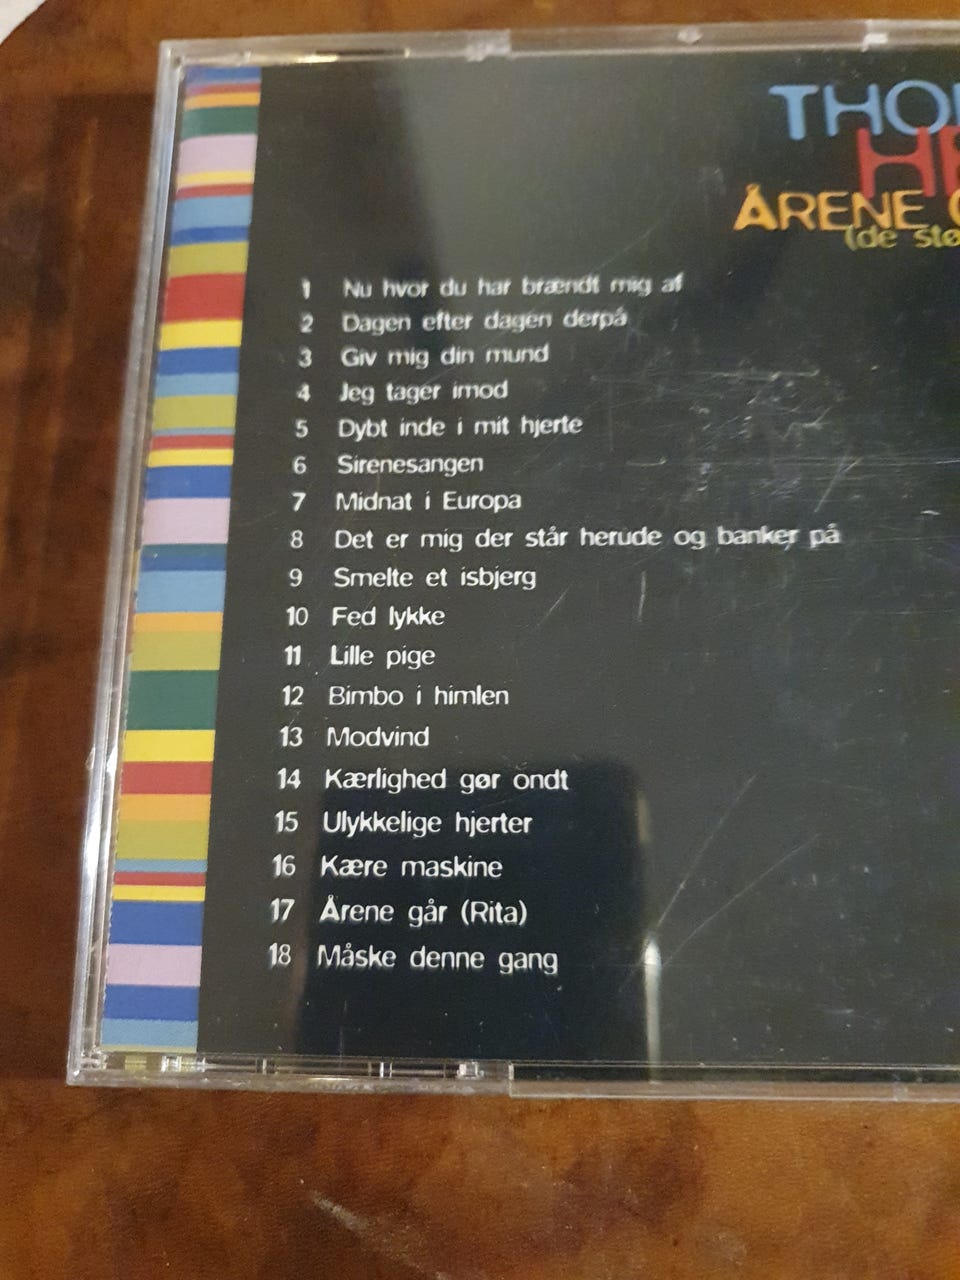 THO
HE
ÅRENE
(de stø
1 Nu hvor du har brændt mig af
2 Dagen efter dagen derpå
3 Giv mig din mund
4 Jeg tager imod
5 Dybt inde i mit hjerte
6 Sirenesangen
7 Midnat i Europa
8 Det er mig der står herude og banker på
9 Smelte et isbjerg
10 Fed lykke
11 Lille pige
12 Bimbo i himlen
13 Modvind
14 Kærlighed gør ondt
15 Ulykkelige hjerter
16 Kære maskine
17 Årene går (Rita)
18 Måske denne gang